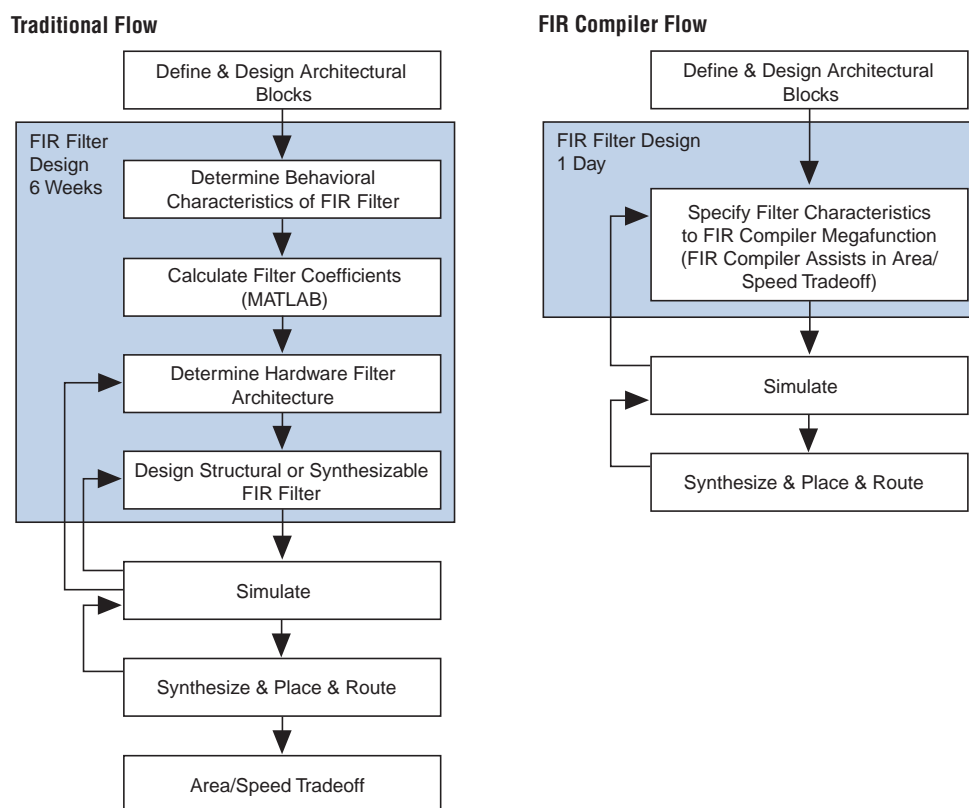 Traditional Flow
Define & Design Architectural
Blocks
FIR Filter
Design
6 Weeks
Determine Behavioral
Characteristics of FIR Filter
Calculate Filter Coefficients
(MATLAB)
Determine Hardware Filter
Architecture
Design Structural or Synthesizable
FIR Filter
Simulate
Synthesize & Place & Route
Area/Speed Tradeoff
FIR Compiler Flow
Define & Design Architectural
Blocks
FIR Filter Design
1 Day
Specify Filter Characteristics
to FIR Compiler Megafunction
(FIR Compiler Assists in Area/
Speed Tradeoff)
Simulate
Synthesize & Place & Route